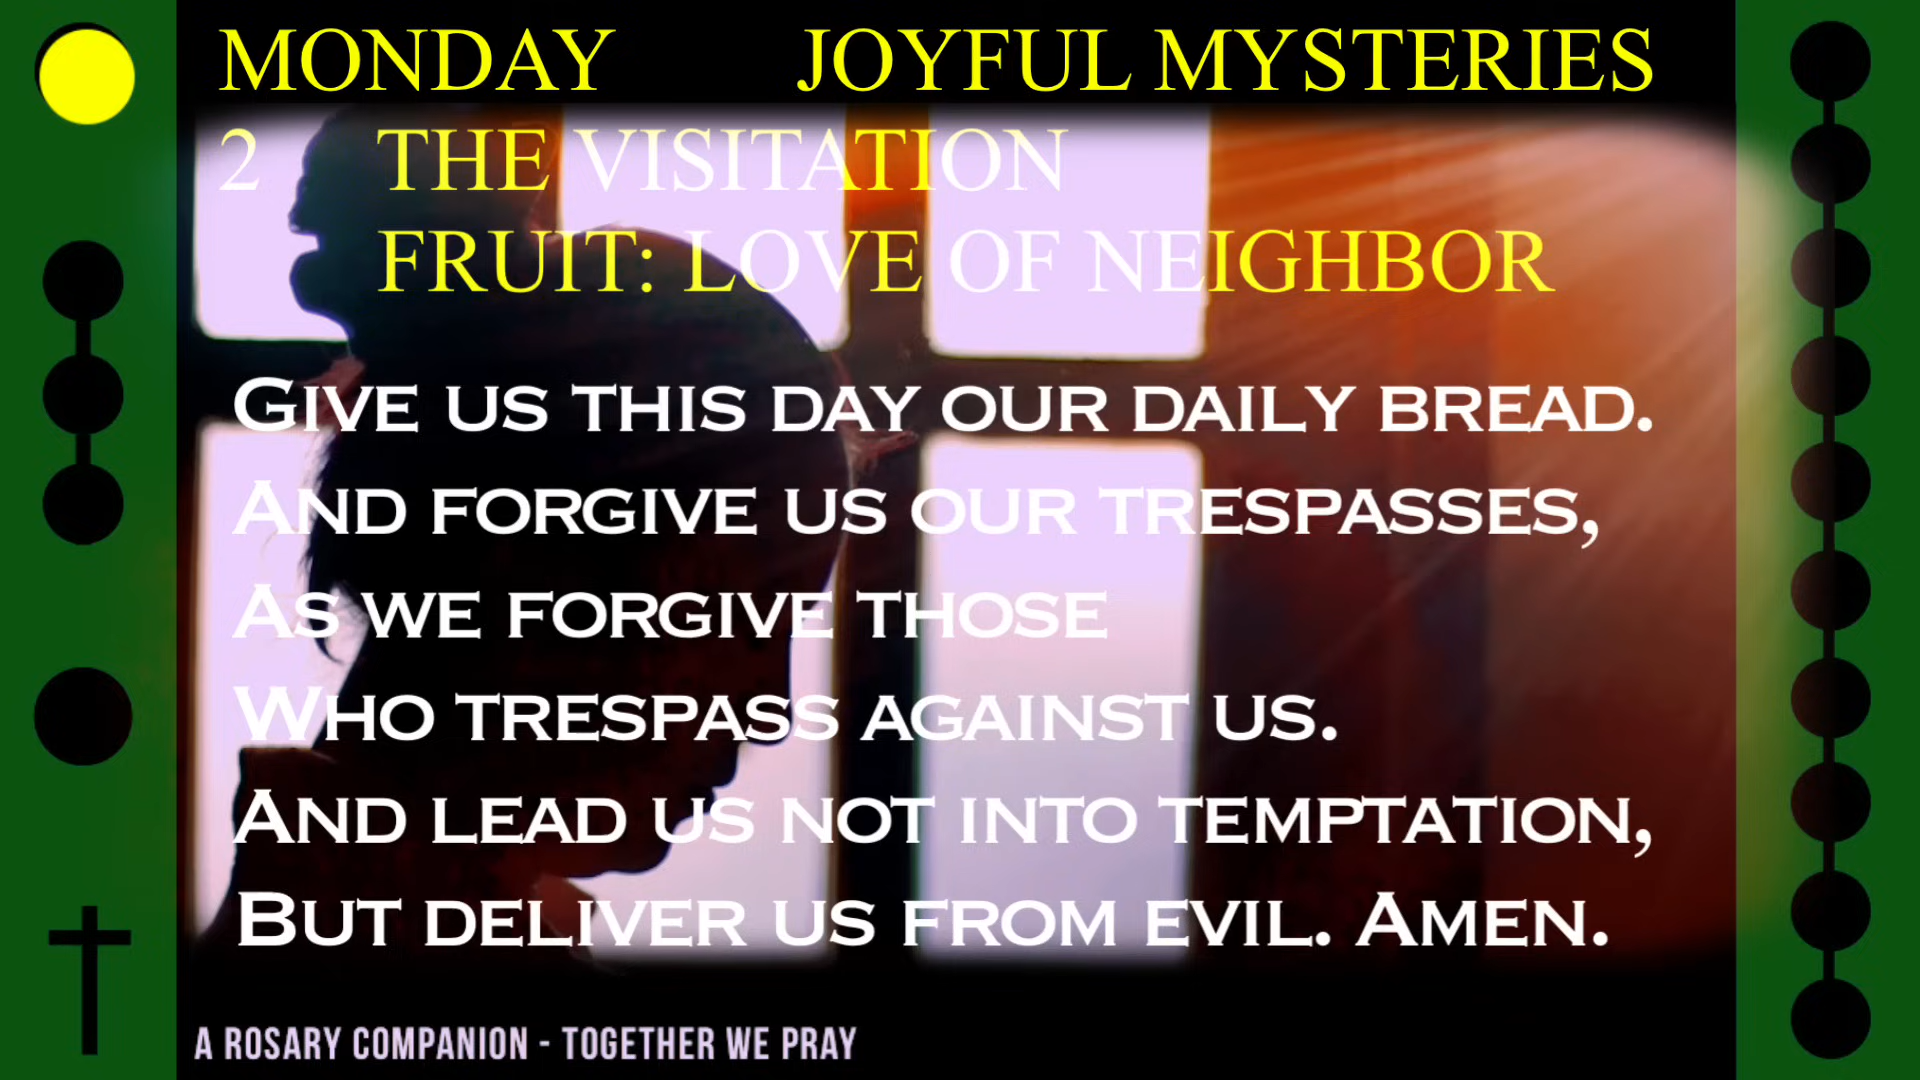 MONDAY JOYFUL MYSTERIES
2 THE VISITATION
FRUIT: LOVE OF NEIGHBOR
GIVE US THIS DAY OUR DAILY BREAD.
AND FORGIVE US OUR TRESPASSES,
AS WE FORGIVE THOSE
WHO TRESPASS AGAINST US.
AND LEAD US NOT INTO TEMPTATION,
BUT DELIVER US FROM EVIL. AMEN.
A ROSARY COMPANION - TOGETHER WE PRAY